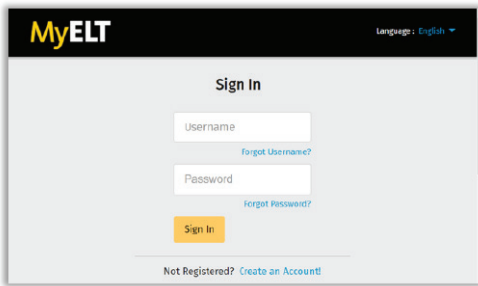 MyELT
Language: English
Sign In
Username
Forgot Username?
Password
Forgot Password?
Sign In
Not Registered? Create an Account!